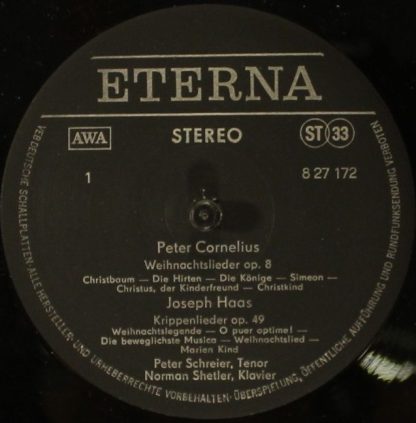 ETERNA
AWA
STEREO
ST 33
1
8 27 172
Peter Cornelius
Weihnachtslieder op. 8
Christbaum — Die Hirten — Die Könige — Simeon —
Christus, der Kinderfreund — Christkind
Joseph Haas
Krippenlieder op. 49
Weihnachtslegende — O puer optime! —
Die beweglichste Musica — Weihnachtslied —
Marien Kind
Peter Schreier, Tenor
Norman Shetler, Klavier
VEB DEUTSCHE SCHALLPLATTEN ALLE HERSTELLER- UND URHEBERRECHTE VORBEHALTEN · ÜBERSPIELUNG, ÖFFENTLICHE AUFFÜHRUNG UND RUNDFUNKSENDUNG VERBOTEN